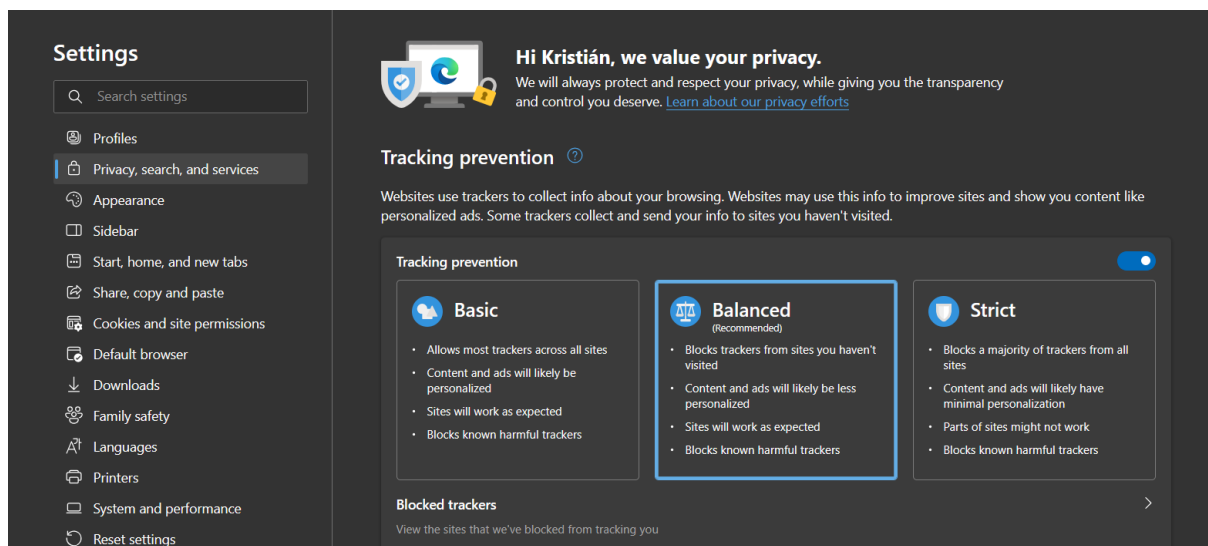 Settings
Search settings
Profiles
Privacy, search, and services
Appearance
Sidebar
Start, home, and new tabs
Share, copy and paste
Cookies and site permissions
Default browser
Downloads
Family safety
Languages
Printers
System and performance
Reset settings
Hi Kristián, we value your privacy.
We will always protect and respect your privacy, while giving you the transparency
and control you deserve. Learn about our privacy efforts
Tracking prevention
Websites use trackers to collect info about your browsing. Websites may use this info to improve sites and show you content like
personalized ads. Some trackers collect and send your info to sites you haven't visited.
Tracking prevention
Basic
• Allows most trackers across all sites
• Content and ads will likely be
personalized
• Sites will work as expected
• Blocks known harmful trackers
Balanced
(Recommended)
• Blocks trackers from sites you haven't
visited
• Content and ads will likely be less
personalized
• Sites will work as expected
• Blocks known harmful trackers
Strict
• Blocks a majority of trackers from all
sites
• Content and ads will likely have
minimal personalization
• Parts of sites might not work
• Blocks known harmful trackers
Blocked trackers
View the sites that we've blocked from tracking you